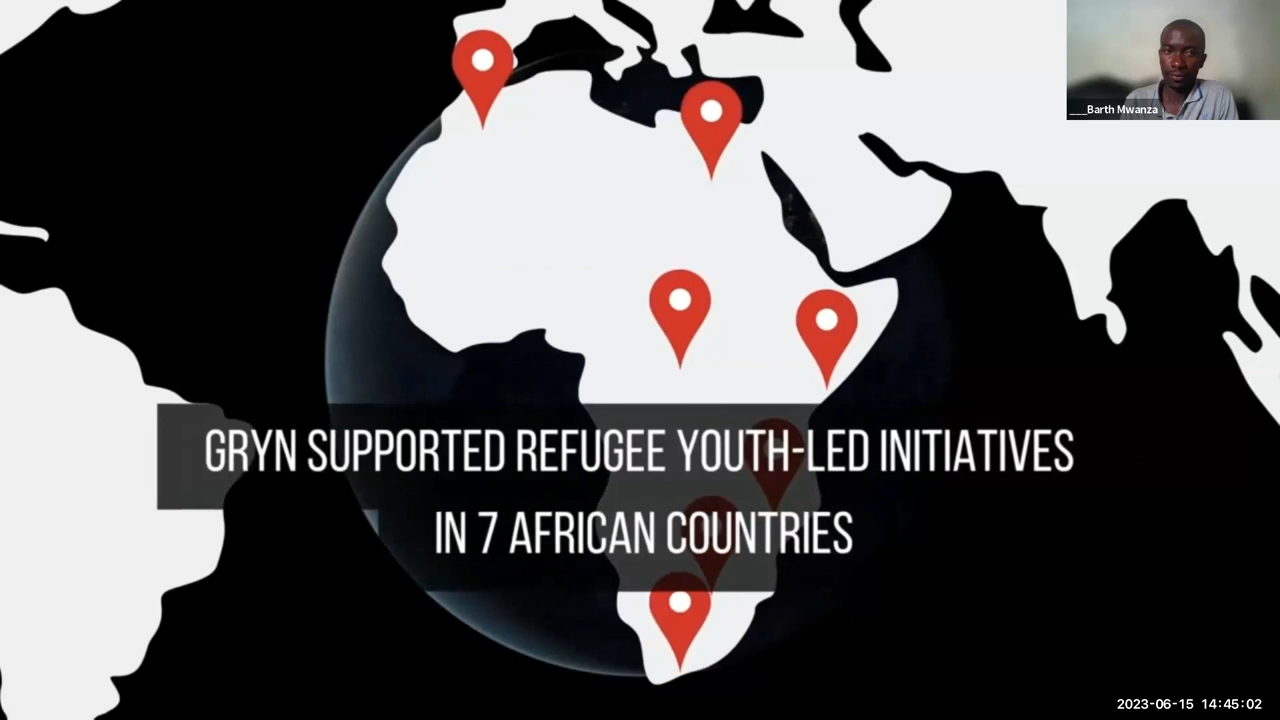 ___Barth Mwanza
GRYN SUPPORTED REFUGEE YOUTH-LED INITIATIVES
IN 7 AFRICAN COUNTRIES
2023-06-15 14:45:02